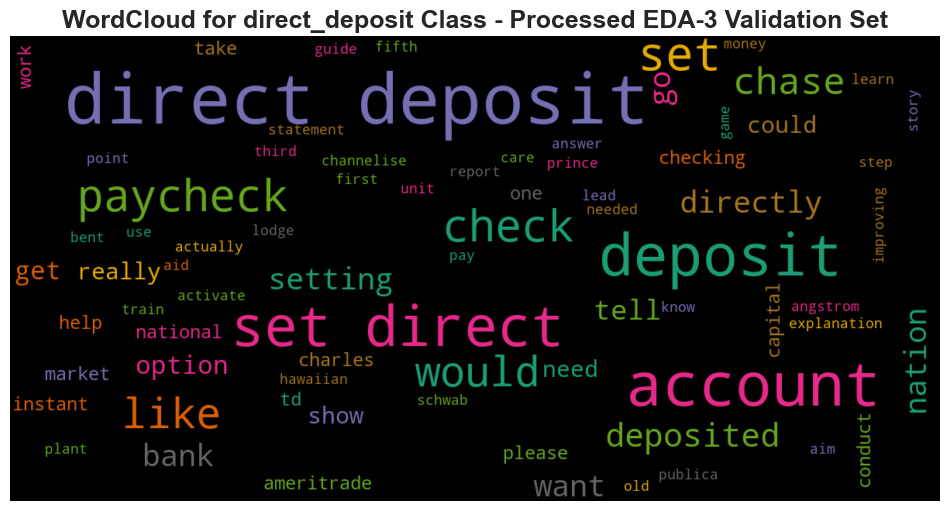 WordCloud for direct_deposit Class - Processed EDA-3 Validation Set
work
take
guide
fifth
set
money
direct deposit
go
chase
learn
statement
game
could
story
point
third
channelise
answer
care
prince
checking
step
report
first
unit
paycheck
one
lead
needed
directly
improving
check
bent
use
lodge
actually
pay
deposit
get
really
aid
setting
activate
train
tell
know
capital
angstrom
explanation
help
national
set direct
nation
option
charles
would
need
market
hawaiian
account
instant
like
td
show
schwab
deposited
conduct
plant
bank
please
aim
ameritrade
want
old
publica